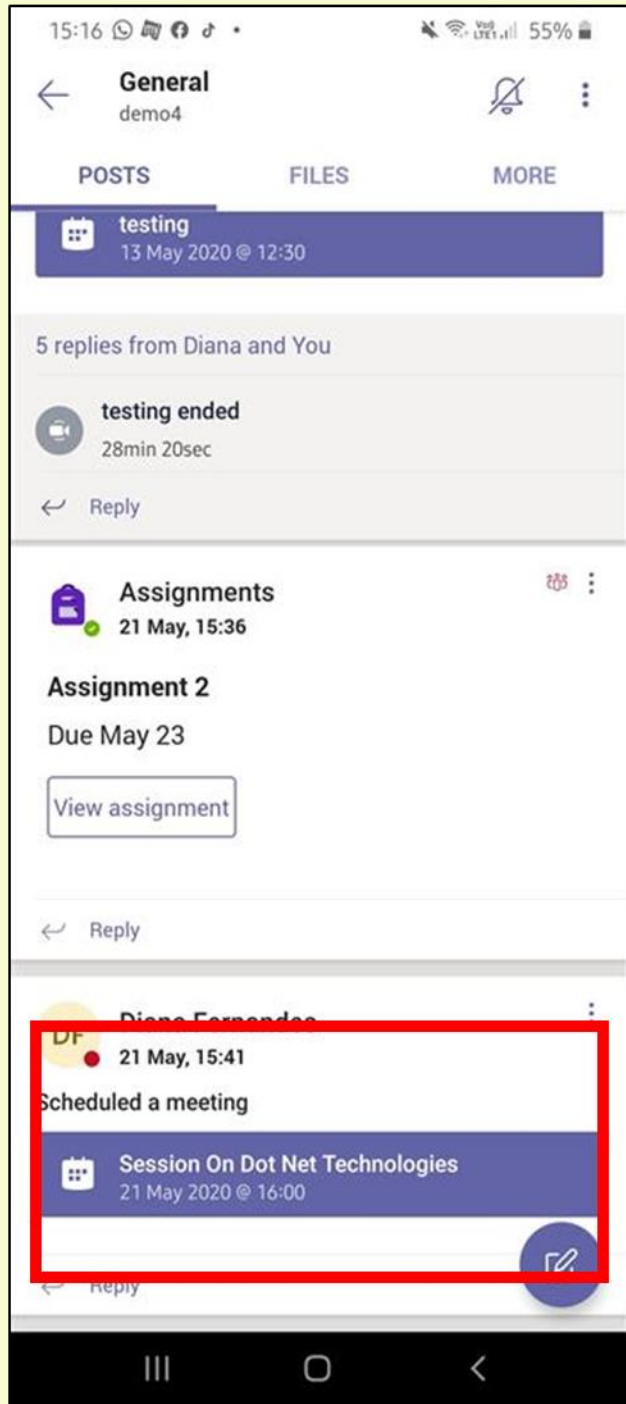 15:16 55%
General
demo4
POSTS FILES MORE
testing
13 May 2020 @ 12:30
5 replies from Diana and You
testing ended
28min 20sec
Reply
Assignments
21 May, 15:36
Assignment 2
Due May 23
View assignment
Reply
DF
21 May, 15:41
Scheduled a meeting
Session On Dot Net Technologies
21 May 2020 @ 16:00
Reply